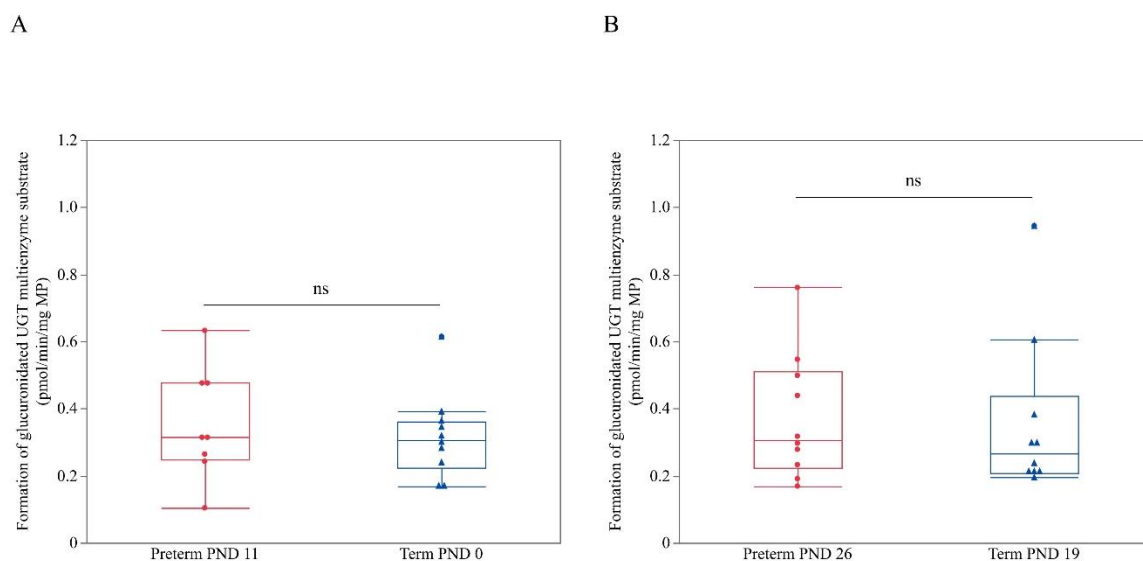 A
Formation of glucuronidated UGT multienzyme substrate
(pmol/min/mg MP)
1.2
1.0
0.8
0.6
0.4
0.2
0
ns
Preterm PND 11
Term PND 0
B
Formation of glucuronidated UGT multienzyme substrate
(pmol/min/mg MP)
1.2
1.0
0.8
0.6
0.4
0.2
0
ns
Preterm PND 26
Term PND 19